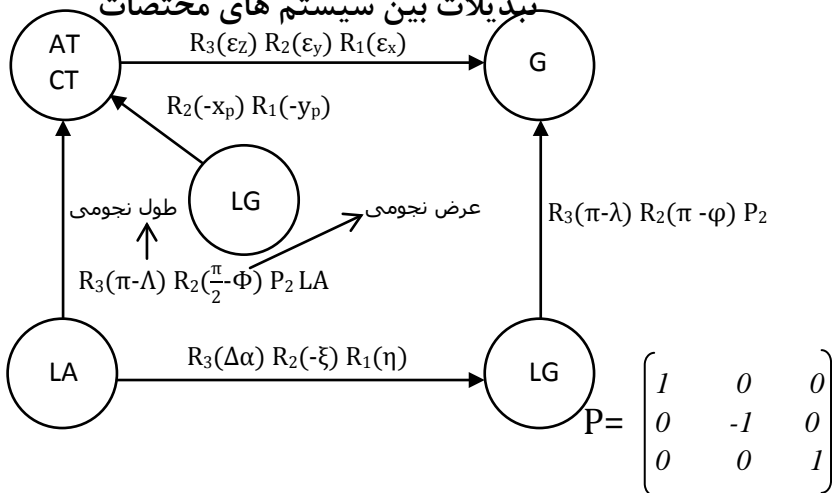 تبدیلات بین سیستم های مختصات
AT
CT
R₃(εZ) R₂(εy) R₁(εx)
G
R₂(-xp) R₁(-yp)
LG
طول نجومی
عرض نجومی
R₃(π-λ) R₂(π -φ) P₂
R₃(π-Λ) R₂(π/2-Φ) P₂ LA
LA
R₃(Δα) R₂(-ξ) R₁(η)
LG
P=
1 0 0
0 -1 0
0 0 1